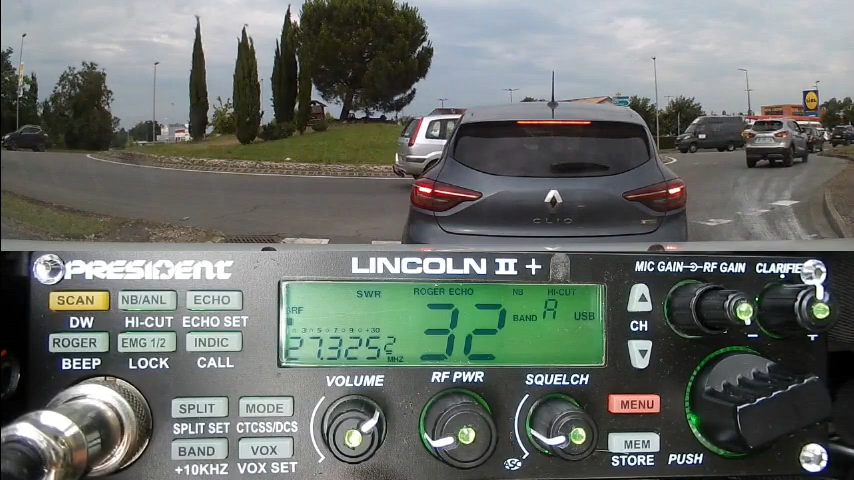 LiDL
CLIO
PRESIDENT
LINCOLN II +
MIC GAIN RF GAIN CLARIFIER
SCAN NB/ANL ECHO
DW HI-CUT ECHO SET
ROGER EMG 1/2 INDIC
BEEP LOCK CALL
SWR ROGER ECHO NB HI-CUT
32 BAND A USB
27.3252 MHZ
CH
VOLUME RF PWR SQUELCH
SPLIT MODE
SPLIT SET CTCSS/DCS
BAND VOX
+10KHZ VOX SET
ASC
MENU
MEM
STORE
PUSH
- +